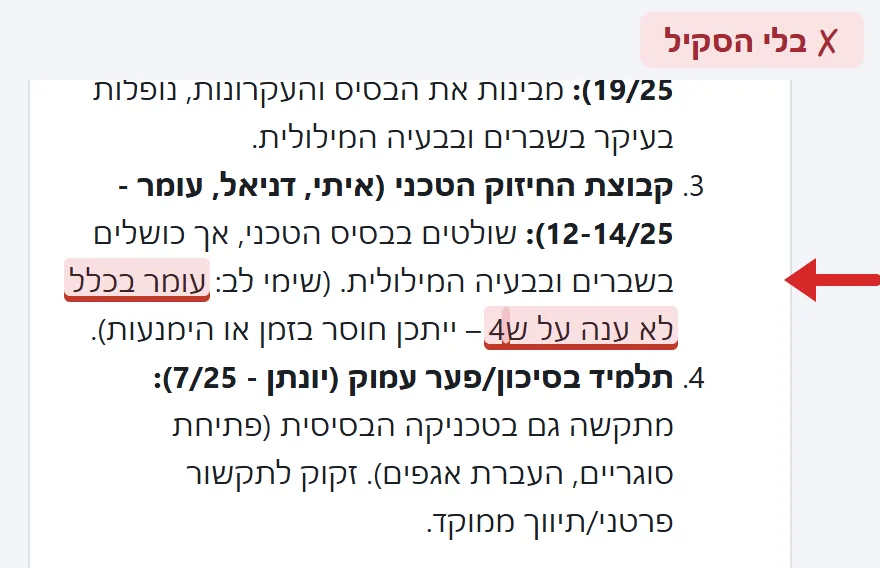 ✗ בלי הסקיל
19/25): מבינות את הבסיס והעקרונות, נופלות
בעיקר בשברים ובבעיה המילולית.
3. קבוצת החיזוק הטכני (איתי, דניאל, עומר -
12-14/25): שולטים בבסיס הטכני, אך כושלים
בשברים ובבעיה המילולית. (שימי לב: עומר בכלל
לא ענה על ש4 – ייתכן חוסר בזמן או הימנעות).
4. תלמיד בסיכון/פער עמוק (יונתן - 7/25):
מתקשה גם בטכניקה הבסיסית (פתיחת
סוגריים, העברת אגפים). זקוק לתקשור
פרטני/תיווך ממוקד.